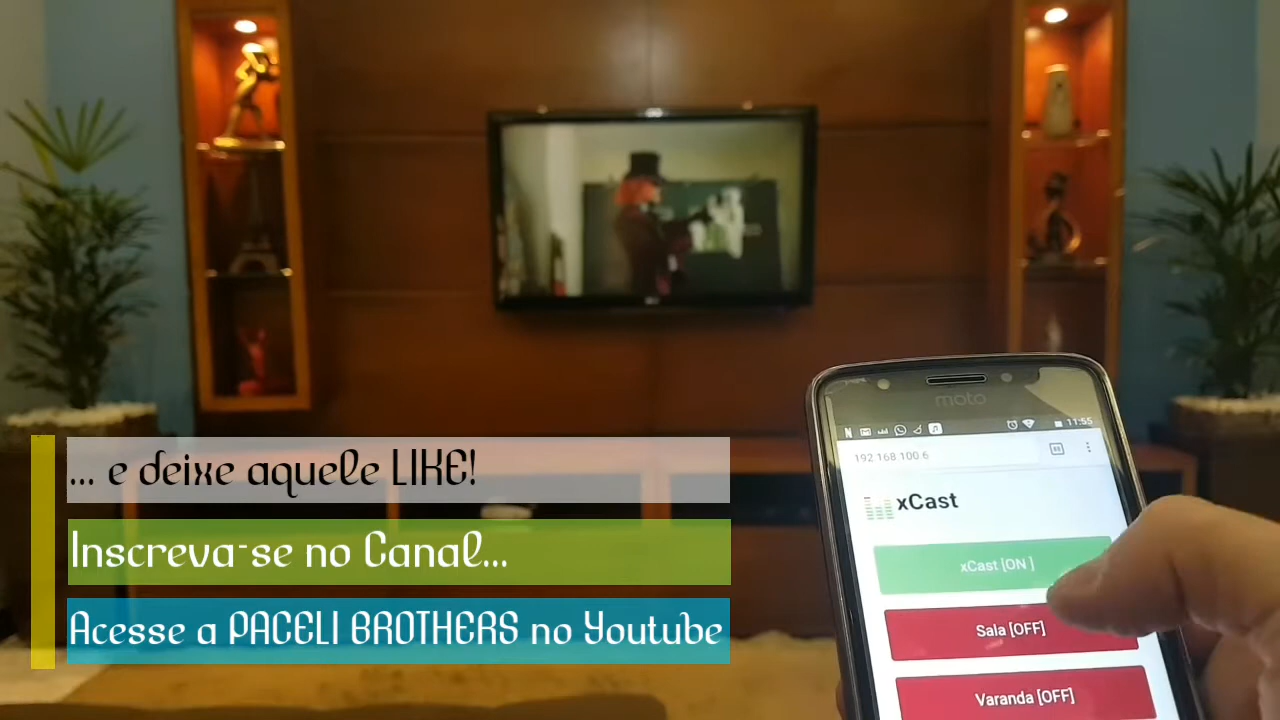 ... e deixe aquele LIKE!
Inscreva-se no Canal...
Acesse a PACELI BROTHERS no Youtube
moto
11:55
192.168.100.6
xCast
xCast [ON ]
Sala [OFF]
Varanda [OFF]